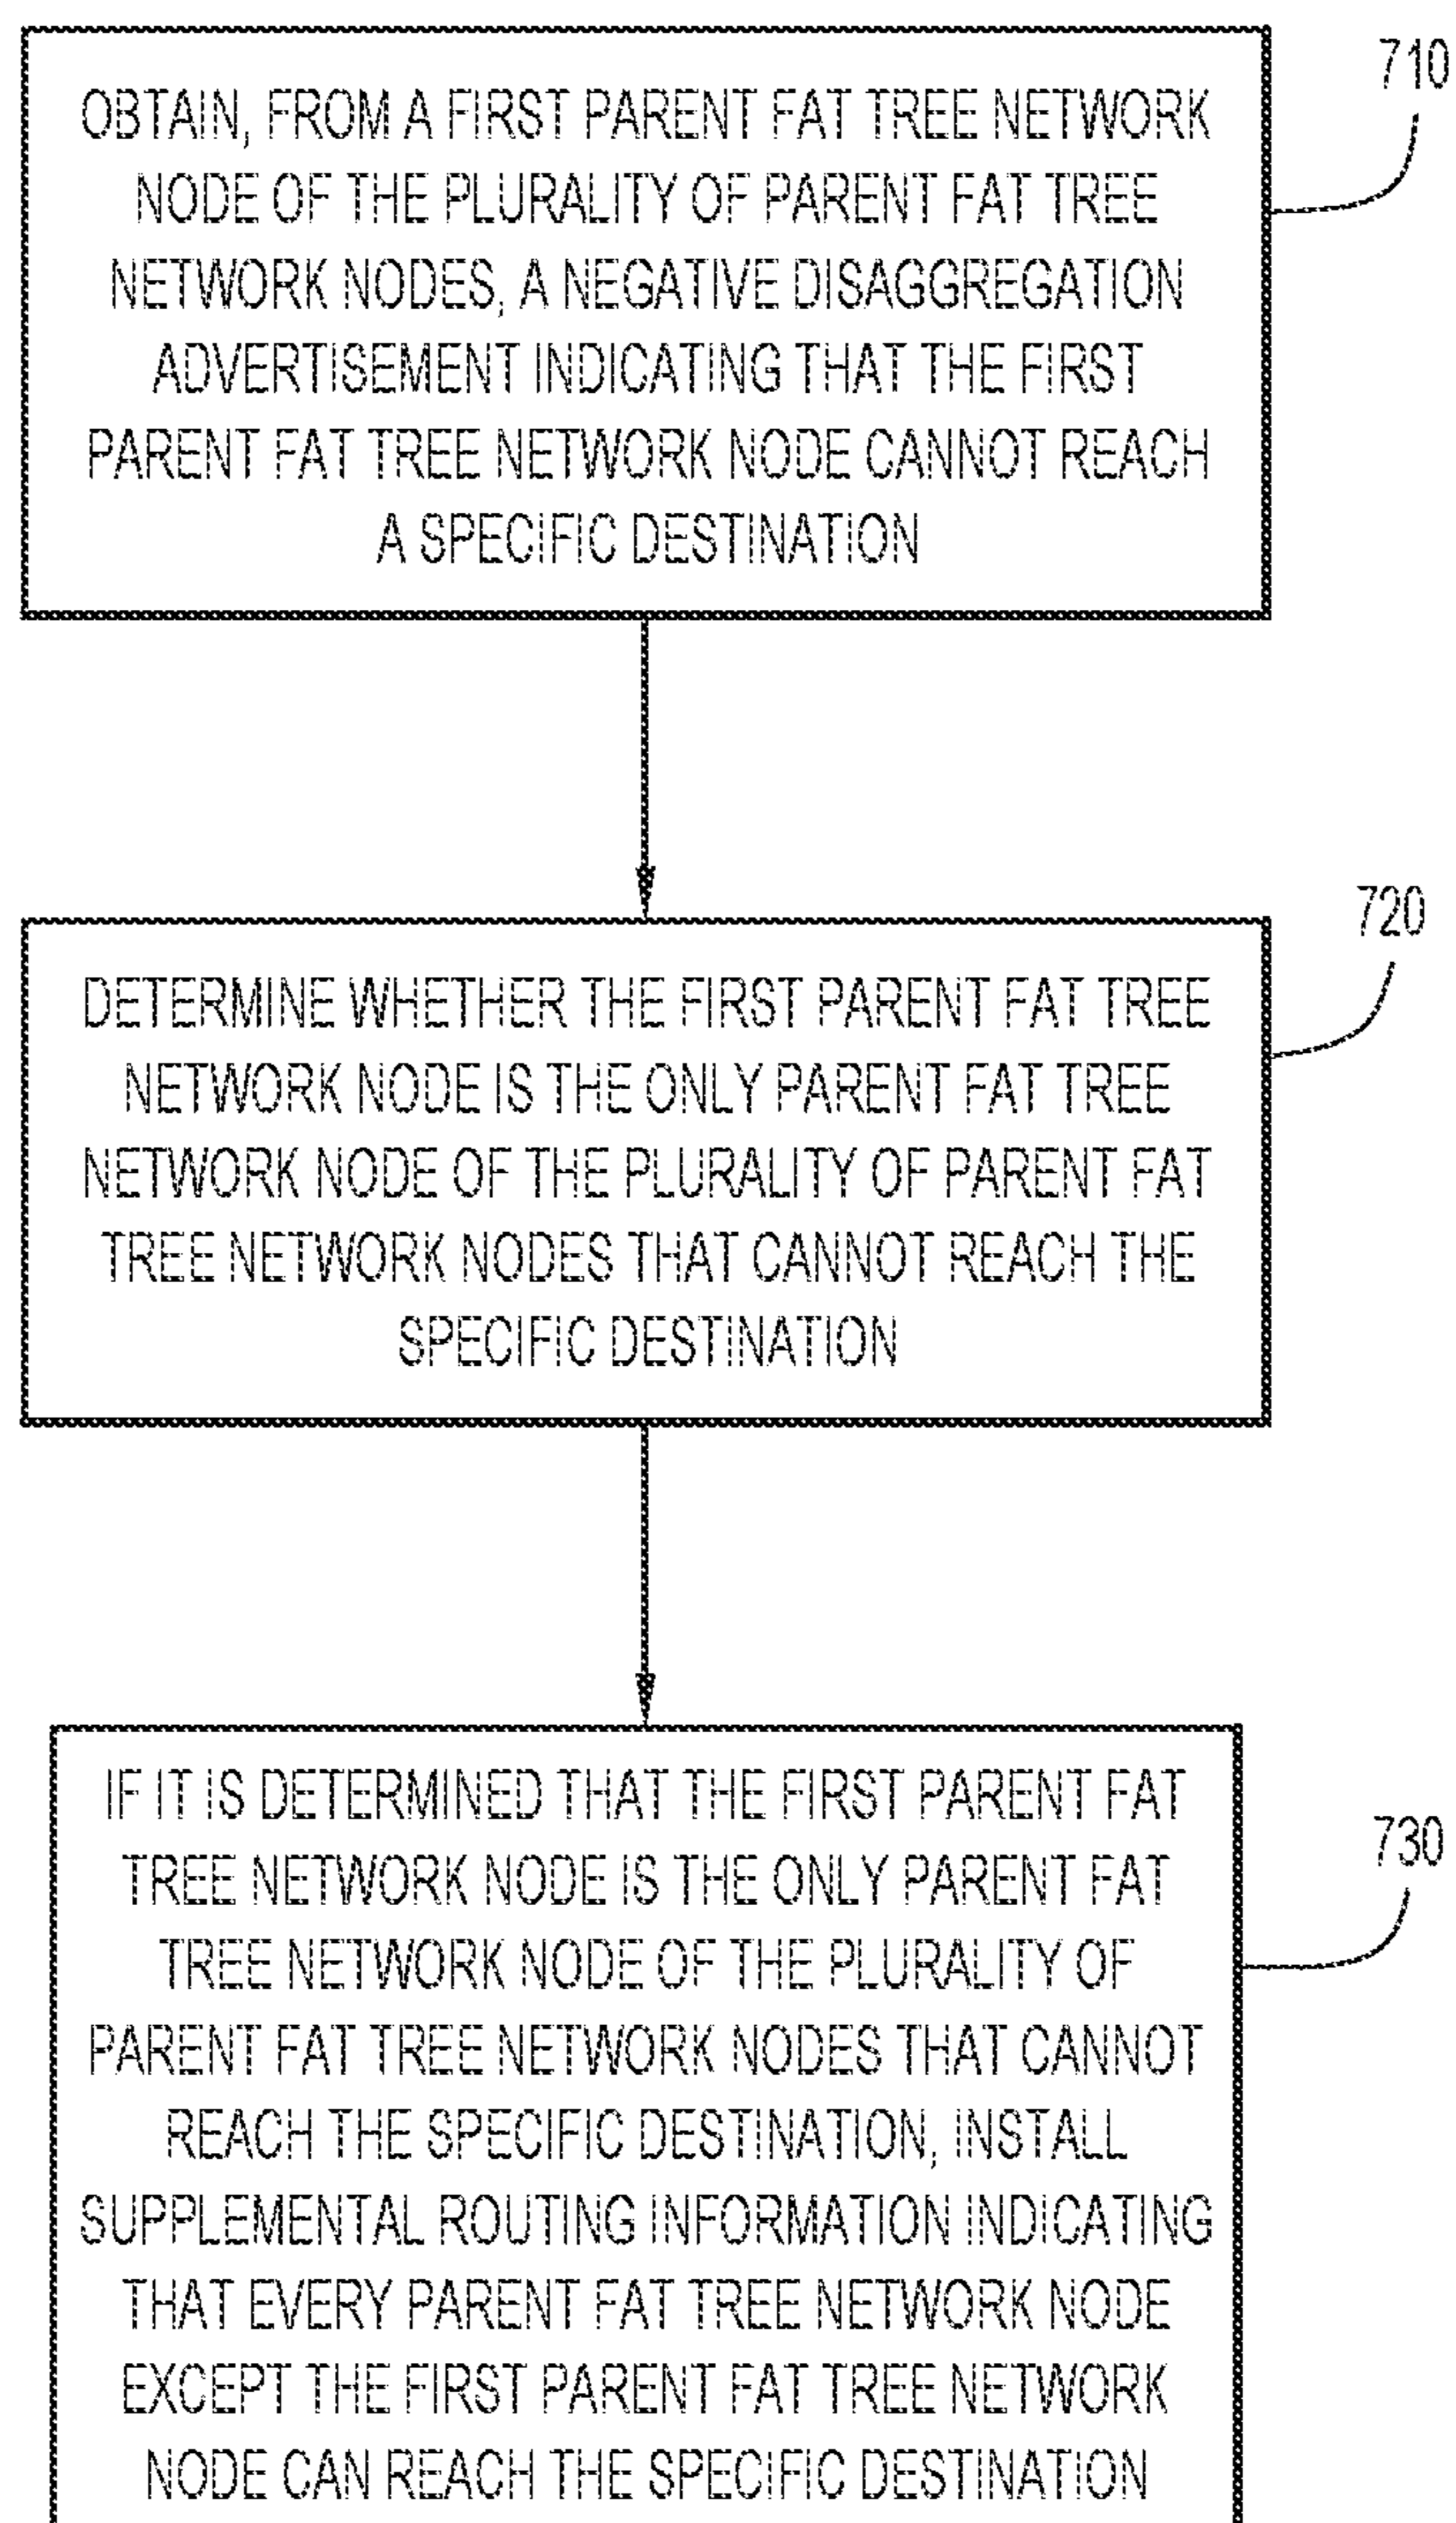 710
OBTAIN, FROM A FIRST PARENT FAT TREE NETWORK
NODE OF THE PLURALITY OF PARENT FAT TREE
NETWORK NODES, A NEGATIVE DISAGGREGATION
ADVERTISEMENT INDICATING THAT THE FIRST
PARENT FAT TREE NETWORK NODE CANNOT REACH
A SPECIFIC DESTINATION
720
DETERMINE WHETHER THE FIRST PARENT FAT TREE
NETWORK NODE IS THE ONLY PARENT FAT TREE
NETWORK NODE OF THE PLURALITY OF PARENT FAT
TREE NETWORK NODES THAT CANNOT REACH THE
SPECIFIC DESTINATION
730
IF IT IS DETERMINED THAT THE FIRST PARENT FAT
TREE NETWORK NODE IS THE ONLY PARENT FAT
TREE NETWORK NODE OF THE PLURALITY OF
PARENT FAT TREE NETWORK NODES THAT CANNOT
REACH THE SPECIFIC DESTINATION, INSTALL
SUPPLEMENTAL ROUTING INFORMATION INDICATING
THAT EVERY PARENT FAT TREE NETWORK NODE
EXCEPT THE FIRST PARENT FAT TREE NETWORK
NODE CAN REACH THE SPECIFIC DESTINATION